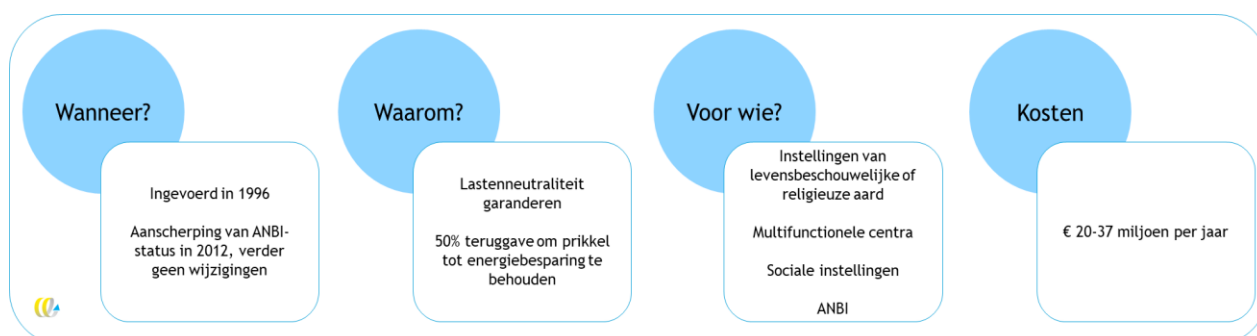 Wanneer?
Ingevoerd in 1996
Aanscherping van ANBI-
status in 2012, verder
geen wijzigingen
Waarom?
Lastenneutraliteit
garanderen
50% teruggave om prikkel
tot energiebesparing te
behouden
Voor wie?
Instellingen van
levensbeschouwelijke of
religieuze aard
Multifunctionele centra
Sociale instellingen
ANBI
Kosten
€ 20-37 miljoen per jaar